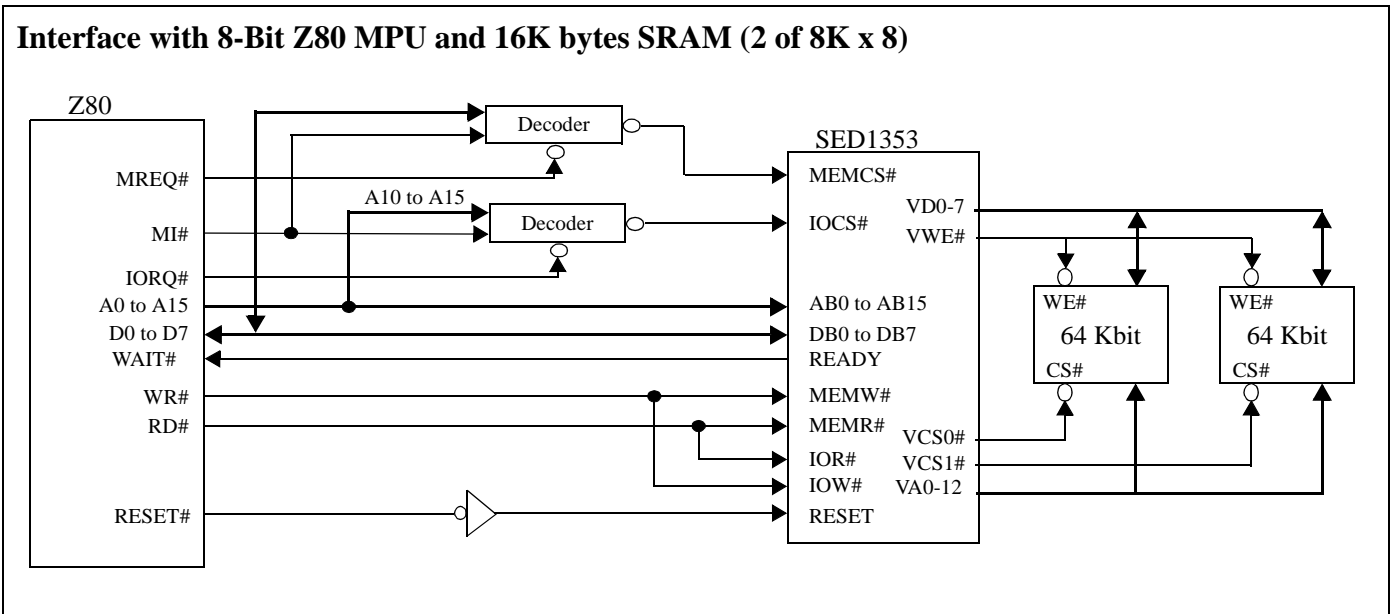 Interface with 8-Bit Z80 MPU and 16K bytes SRAM (2 of 8K x 8)
Z80
MREQ#
MI#
IORQ#
A0 to A15
D0 to D7
WAIT#
WR#
RD#
RESET#
Decoder
A10 to A15
Decoder
SED1353
MEMCS#
IOCS#
AB0 to AB15
DB0 to DB7
READY
MEMW#
MEMR#
IOR#
IOW#
RESET
VD0-7
VWE#
VCS0#
VCS1#
VA0-12
WE#
64 Kbit
CS#
WE#
64 Kbit
CS#